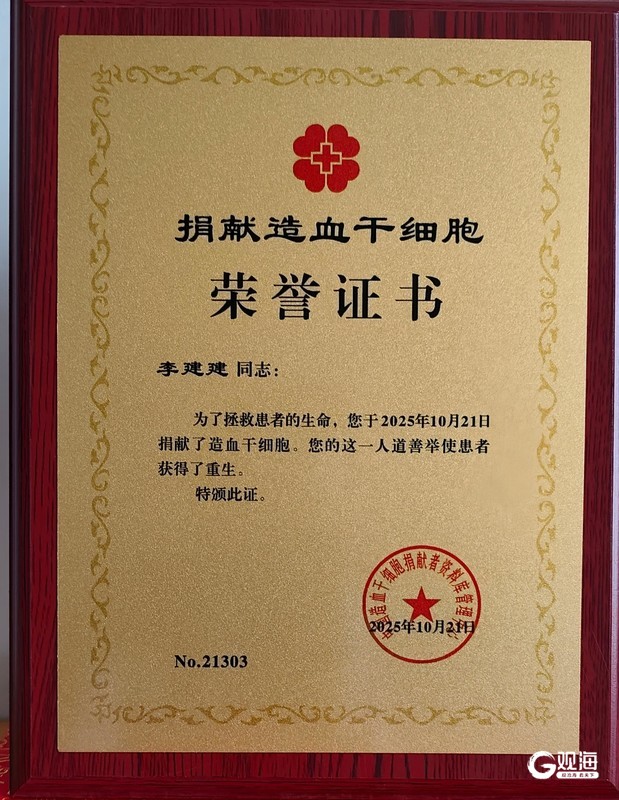 捐献造血干细胞
荣誉证书
李建建 同志：
为了拯救患者的生命，您于2025年10月21日
捐献了造血干细胞。您的这一人道善举使患者
获得了重生。
特颁此证。
中国造血干细胞捐献者资料库管理中心
2025年10月21日
No.21303
观海